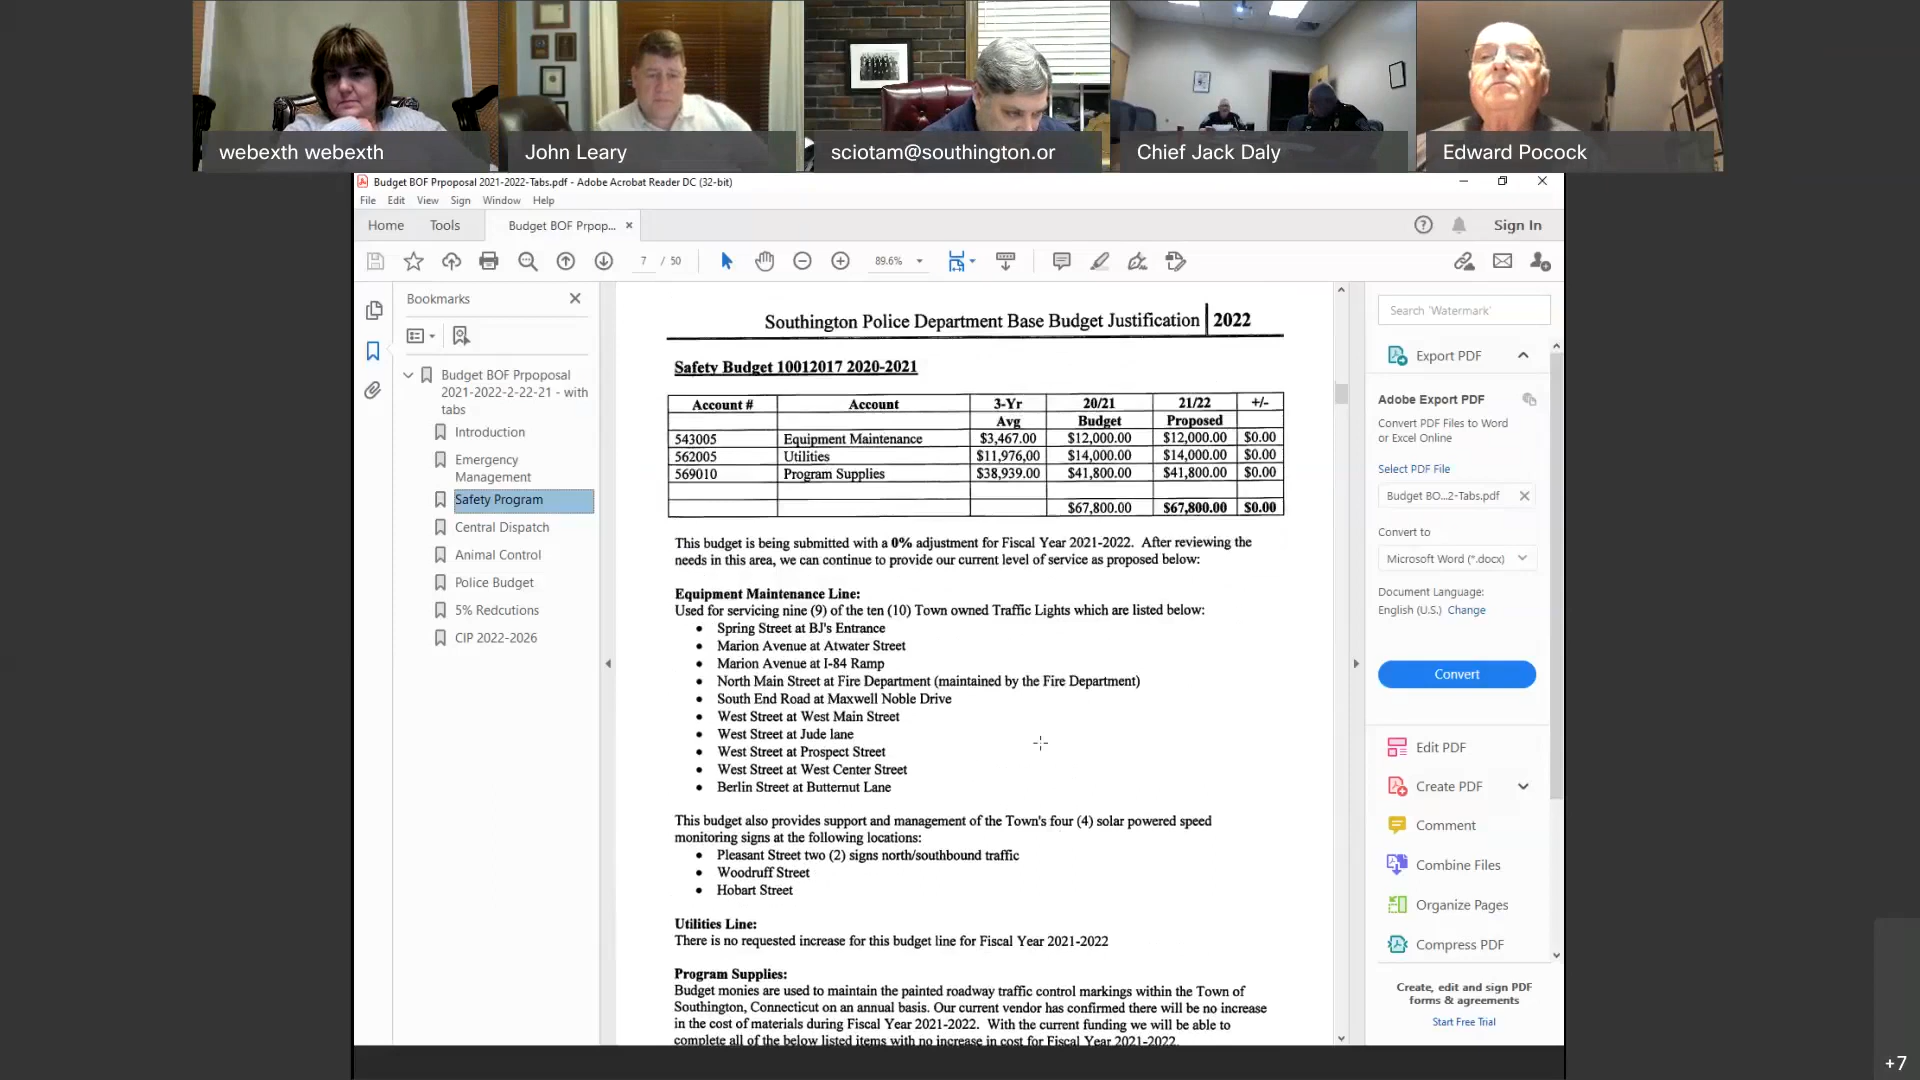 webexth webexth
John Leary
sciotam@southington.or
Chief Jack Daly
Edward Pocock
Budget BOF Prpoposal 2021-2022-Tabs.pdf - Adobe Acrobat Reader DC (32-bit)
File Edit View Sign Window Help
Home Tools Budget BOF Prpop... × Sign In
7 / 50 89.6%
Bookmarks
Budget BOF Prpoposal
2021-2022-2-22-21 - with
tabs
Introduction
Emergency
Management
Safety Program
Central Dispatch
Animal Control
Police Budget
5% Redcutions
CIP 2022-2026
Southington Police Department Base Budget Justification 2022
Safety Budget 10012017 2020-2021
Account # Account 3-Yr 20/21 21/22 +/-
Avg Budget Proposed
543005 Equipment Maintenance $3,467.00 $12,000.00 $12,000.00 $0.00
562005 Utilities $11,976,00 $14,000.00 $14,000.00 $0.00
569010 Program Supplies $38,939.00 $41,800.00 $41,800.00 $0.00
$67,800.00 $67,800.00 $0.00
This budget is being submitted with a 0% adjustment for Fiscal Year 2021-2022. After reviewing the
needs in this area, we can continue to provide our current level of service as proposed below:
Equipment Maintenance Line:
Used for servicing nine (9) of the ten (10) Town owned Traffic Lights which are listed below:
• Spring Street at BJ's Entrance
• Marion Avenue at Atwater Street
• Marion Avenue at I-84 Ramp
• North Main Street at Fire Department (maintained by the Fire Department)
• South End Road at Maxwell Noble Drive
• West Street at West Main Street
• West Street at Jude lane
• West Street at Prospect Street
• West Street at West Center Street
• Berlin Street at Butternut Lane
This budget also provides support and management of the Town's four (4) solar powered speed
monitoring signs at the following locations:
• Pleasant Street two (2) signs north/southbound traffic
• Woodruff Street
• Hobart Street
Utilities Line:
There is no requested increase for this budget line for Fiscal Year 2021-2022
Program Supplies:
Budget monies are used to maintain the painted roadway traffic control markings within the Town of
Southington, Connecticut on an annual basis. Our current vendor has confirmed there will be no increase
in the cost of materials during Fiscal Year 2021-2022. With the current funding we will be able to
complete all of the below listed items with no increase in cost for Fiscal Year 2021-2022.
Search 'Watermark'
Export PDF
Adobe Export PDF
Convert PDF Files to Word
or Excel Online
Select PDF File
Budget BO...2-Tabs.pdf
Convert to
Microsoft Word (*.docx)
Document Language:
English (U.S.) Change
Convert
Edit PDF
Create PDF
Comment
Combine Files
Organize Pages
Compress PDF
Create, edit and sign PDF
forms & agreements
Start Free Trial
+7